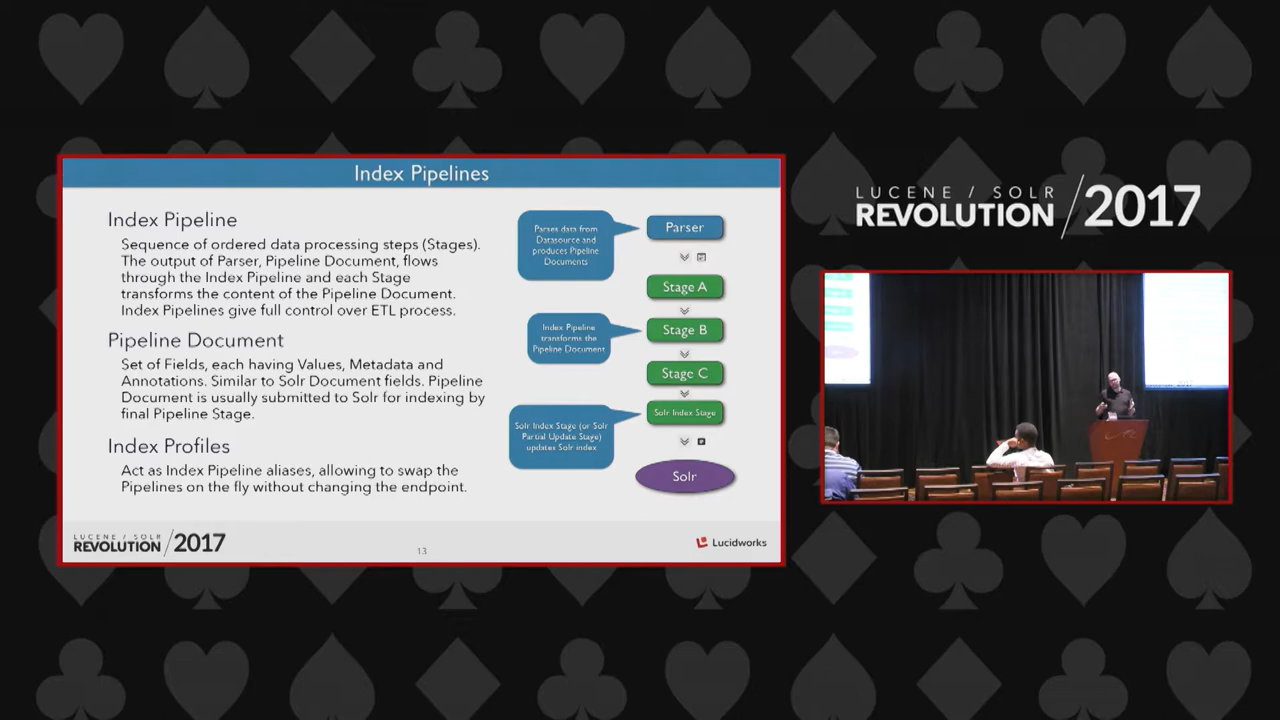 Index Pipelines
Index Pipeline
Sequence of ordered data processing steps (Stages).
The output of Parser, Pipeline Document, flows
through the Index Pipeline and each Stage
transforms the content of the Pipeline Document.
Index Pipelines give full control over ETL process.
Pipeline Document
Set of Fields, each having Values, Metadata and
Annotations. Similar to Solr Document fields. Pipeline
Document is usually submitted to Solr for indexing by
final Pipeline Stage.
Index Profiles
Act as Index Pipeline aliases, allowing to swap the
Pipelines on the fly without changing the endpoint.
Parses data from
Datasource and
produces Pipeline
Documents
Parser
Stage A
Index Pipeline
transforms the
Pipeline Document
Stage B
Stage C
Solr Index Stage (or Solr
Partial Update Stage)
updates Solr index
Solr Index Stage
Solr
LUCENE / SOLR
REVOLUTION /2017
13
Lucidworks
LUCENE / SOLR
REVOLUTION /2017